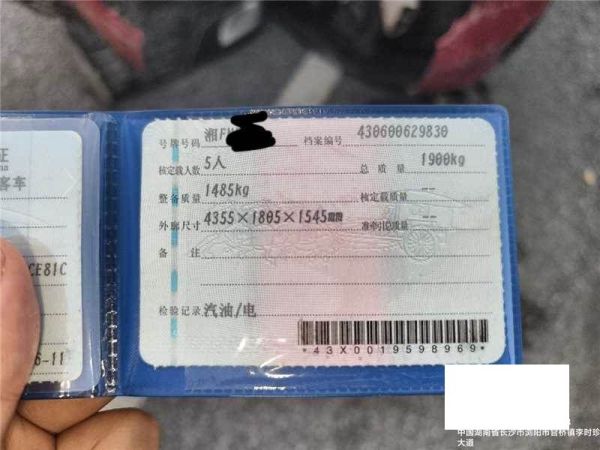 证
客车
CE81C
6-11
号牌号码 湘F 档案编号 430600629830
核定载人数 5人 总质量 1900kg
整备质量 1485kg 核定载质量 --
外廓尺寸 4355×1805×1545mm 准牵引总质量 --
备注
检验记录 汽油/电
*43X0019598969*
中国湖南省长沙市浏阳市官桥镇李时珍
大道